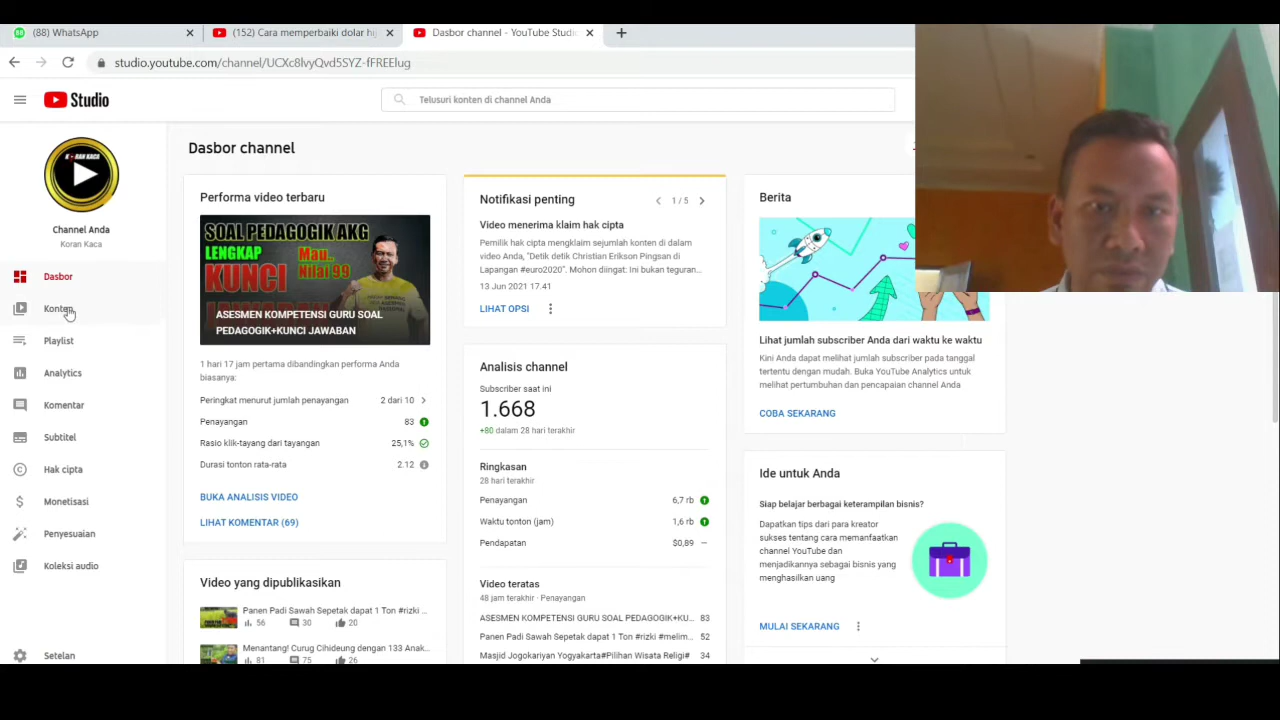 (88) WhatsApp
(152) Cara memperbaiki dolar hij
Dasbor channel - YouTube Studio
studio.youtube.com/channel/UCXc8lvyQvd5SYZ-fFREElug
Studio
Telusuri konten di channel Anda
KORAN KACA
Channel Anda
Koran Kaca
Dasbor
Konten
Playlist
Analytics
Komentar
Subtitel
Hak cipta
Monetisasi
Penyesuaian
Koleksi audio
Setelan
Dasbor channel
Performa video terbaru
SOAL PEDAGOGIK AKG
LENGKAP
Mau..
KUNCI
Nilai 99
ASESMEN KOMPETENSI GURU SOAL
PEDAGOGIK+KUNCI JAWABAN
1 hari 17 jam pertama dibandingkan performa Anda
biasanya:
Peringkat menurut jumlah penayangan 2 dari 10
Penayangan 83
Rasio klik-tayang dari tayangan 25,1%
Durasi tonton rata-rata 2.12
BUKA ANALISIS VIDEO
LIHAT KOMENTAR (69)
Video yang dipublikasikan
Panen Padi Sawah Sepetak dapat 1 Ton #rizki ...
56 30 20
Menantang! Curug Cihideung dengan 133 Anak...
81 75 26
Notifikasi penting
1 / 5
Video menerima klaim hak cipta
Pemilik hak cipta mengklaim sejumlah konten di dalam
video Anda, "Detik detik Christian Erikson Pingsan di
Lapangan #euro2020". Mohon diingat: Ini bukan teguran...
13 Jun 2021 17.41
LIHAT OPSI
Analisis channel
Subscriber saat ini
1.668
+80 dalam 28 hari terakhir
Ringkasan
28 hari terakhir
Penayangan 6,7 rb
Waktu tonton (jam) 1,6 rb
Pendapatan $0,89 —
Video teratas
48 jam terakhir · Penayangan
ASESMEN KOMPETENSI GURU SOAL PEDAGOGIK+KU... 83
Panen Padi Sawah Sepetak dapat 1 Ton #rizki #melim... 52
Masjid Jogokariyan Yogyakarta#Pilihan Wisata Religi# 34
Berita
Lihat jumlah subscriber Anda dari waktu ke waktu
Kini Anda dapat melihat jumlah subscriber pada tanggal
tertentu dengan mudah. Buka YouTube Analytics untuk
melihat pertumbuhan dan pencapaian channel Anda
COBA SEKARANG
Ide untuk Anda
Siap belajar berbagai keterampilan bisnis?
Dapatkan tips dari para kreator
sukses tentang cara memanfaatkan
channel YouTube dan
menjadikannya sebagai bisnis yang
menghasilkan uang
MULAI SEKARANG